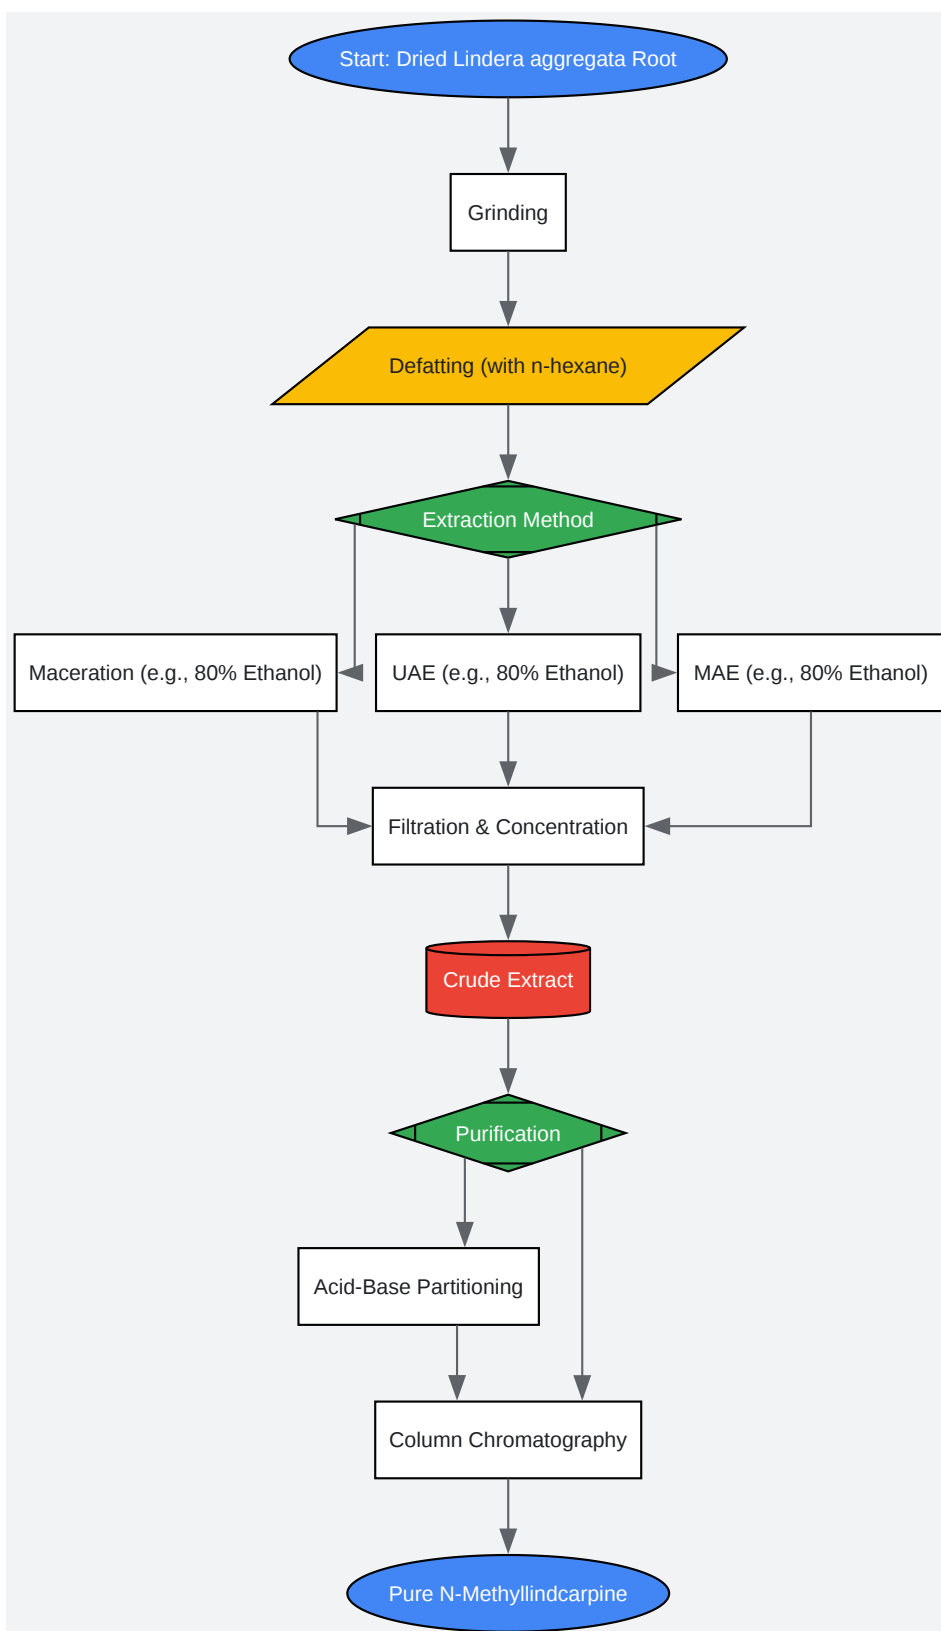 Start: Dried Lindera aggregata Root
Grinding
Defatting (with n-hexane)
Extraction Method
Maceration (e.g., 80% Ethanol)
UAE (e.g., 80% Ethanol)
MAE (e.g., 80% Ethanol)
Filtration & Concentration
Crude Extract
Purification
Acid-Base Partitioning
Column Chromatography
Pure N-Methyllindcarpine